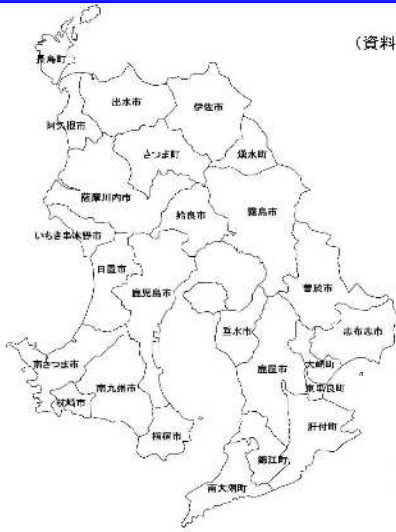 (資料
長島町
出水市
伊佐市
阿久根市
さつま町
湧水町
薩摩川内市
姶良市
霧島市
いちき串木野市
日置市
鹿児島市
曽於市
垂水市
志布志市
南さつま市
南九州市
鹿屋市
大崎町
東串良町
枕崎市
肝付町
指宿市
錦江町
南大隅町